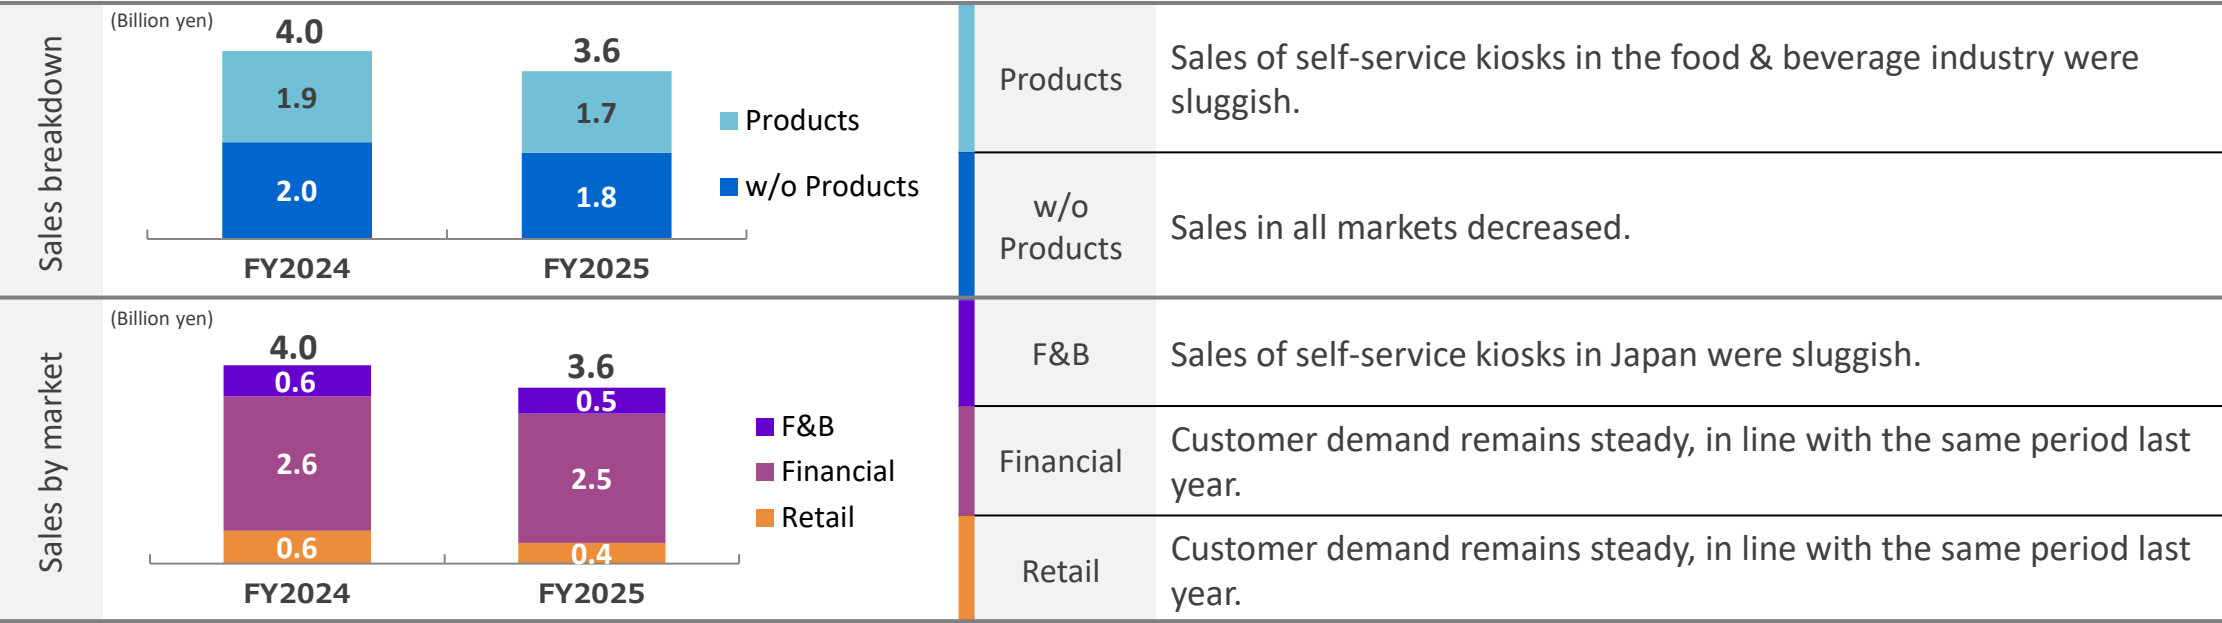 Sales breakdown
(Billion yen)
4.0
1.9
2.0
3.6
1.7
1.8
FY2024
FY2025
Products
w/o Products
Products
Sales of self-service kiosks in the food & beverage industry were
sluggish.
w/o
Products
Sales in all markets decreased.
Sales by market
(Billion yen)
4.0
0.6
2.6
0.6
3.6
0.5
2.5
0.4
FY2024
FY2025
F&B
Financial
Retail
F&B
Sales of self-service kiosks in Japan were sluggish.
Financial
Customer demand remains steady, in line with the same period last
year.
Retail
Customer demand remains steady, in line with the same period last
year.